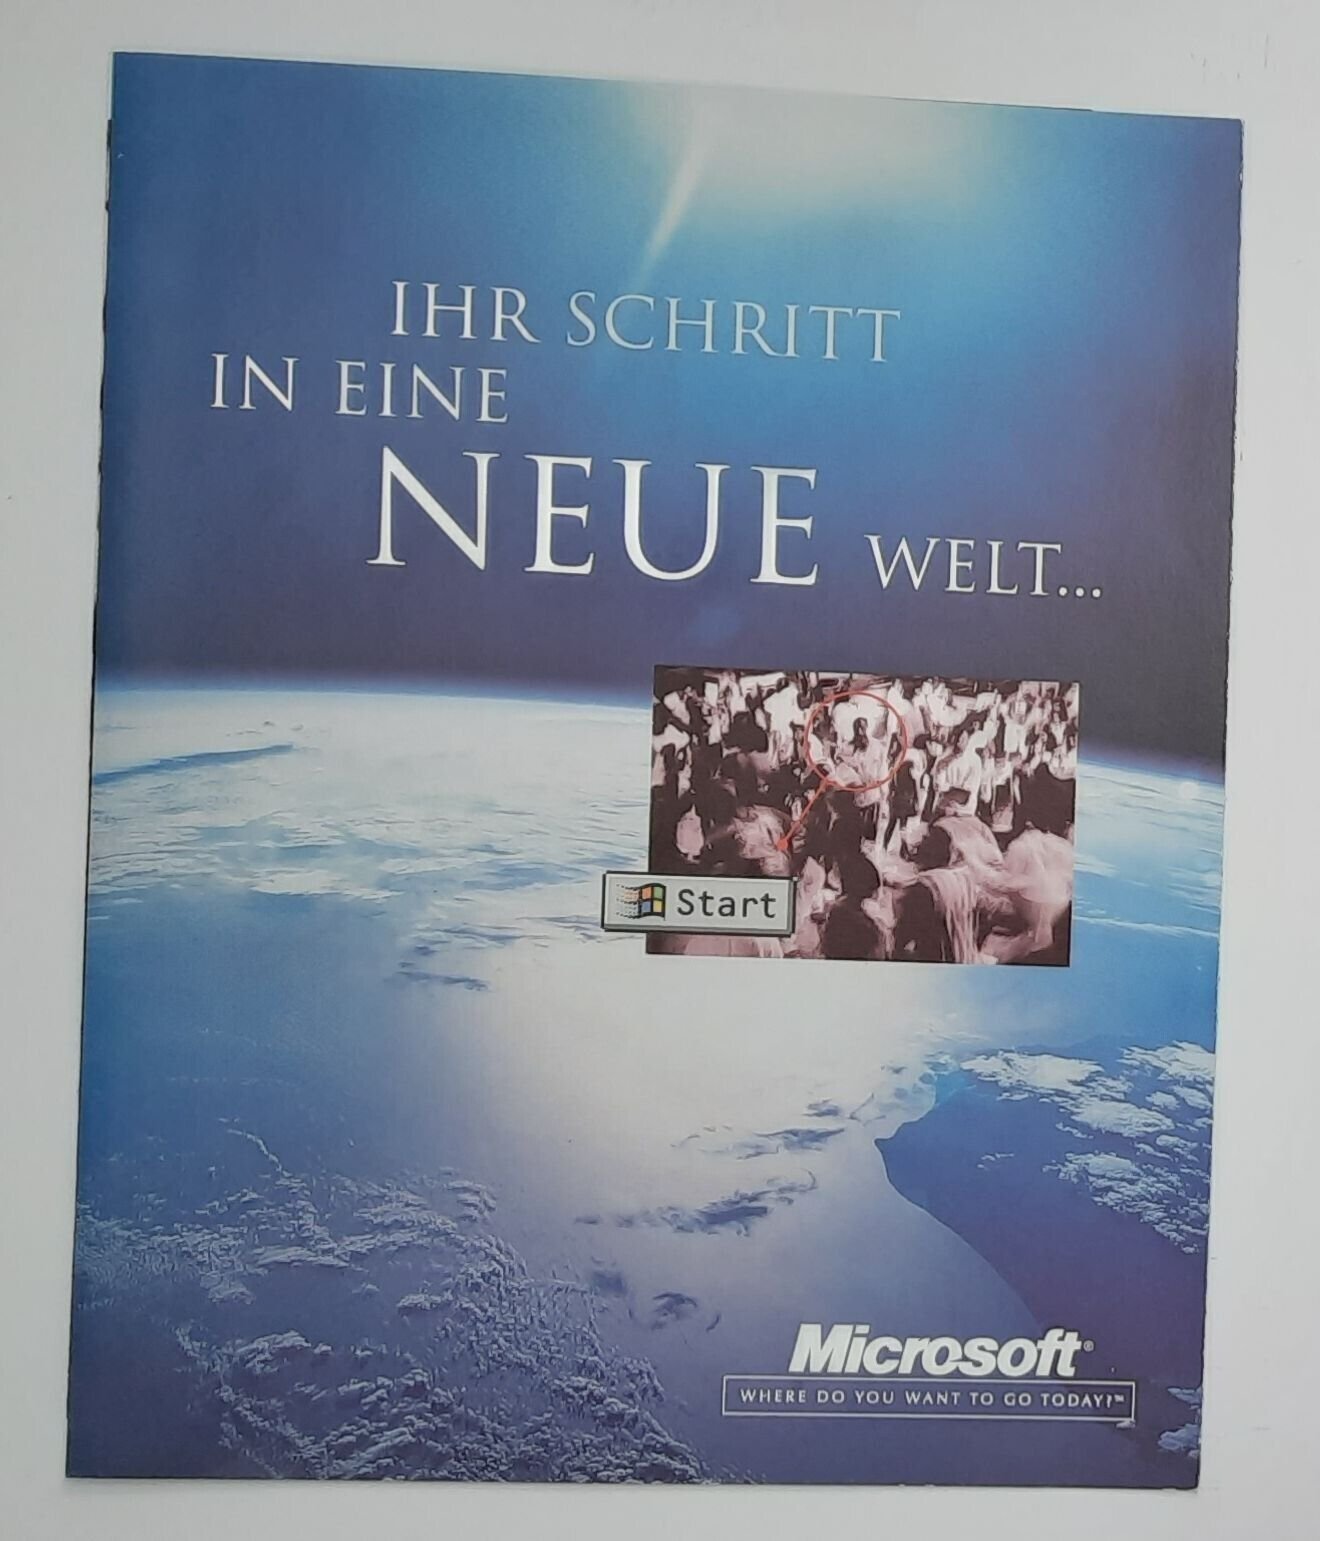 IHR SCHRITT
IN EINE
NEUE WELT...
Start
Microsoft®
WHERE DO YOU WANT TO GO TODAY?™